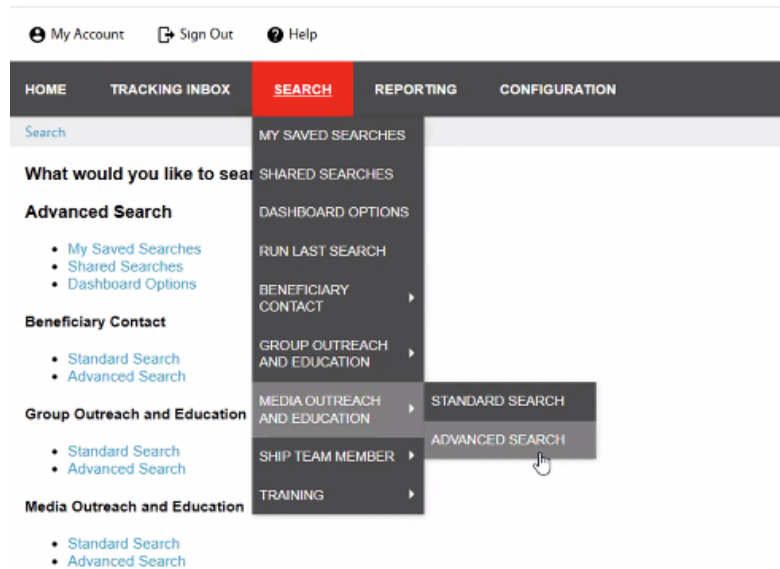 My Account Sign Out Help
HOME TRACKING INBOX SEARCH REPORTING CONFIGURATION
Search
What would you like to sear
Advanced Search
My Saved Searches
Shared Searches
Dashboard Options
Beneficiary Contact
Standard Search
Advanced Search
Group Outreach and Education
Standard Search
Advanced Search
Media Outreach and Education
Standard Search
Advanced Search
MY SAVED SEARCHES
SHARED SEARCHES
DASHBOARD OPTIONS
RUN LAST SEARCH
BENEFICIARY
CONTACT
GROUP OUTREACH
AND EDUCATION
MEDIA OUTREACH
AND EDUCATION
SHIP TEAM MEMBER
TRAINING
STANDARD SEARCH
ADVANCED SEARCH